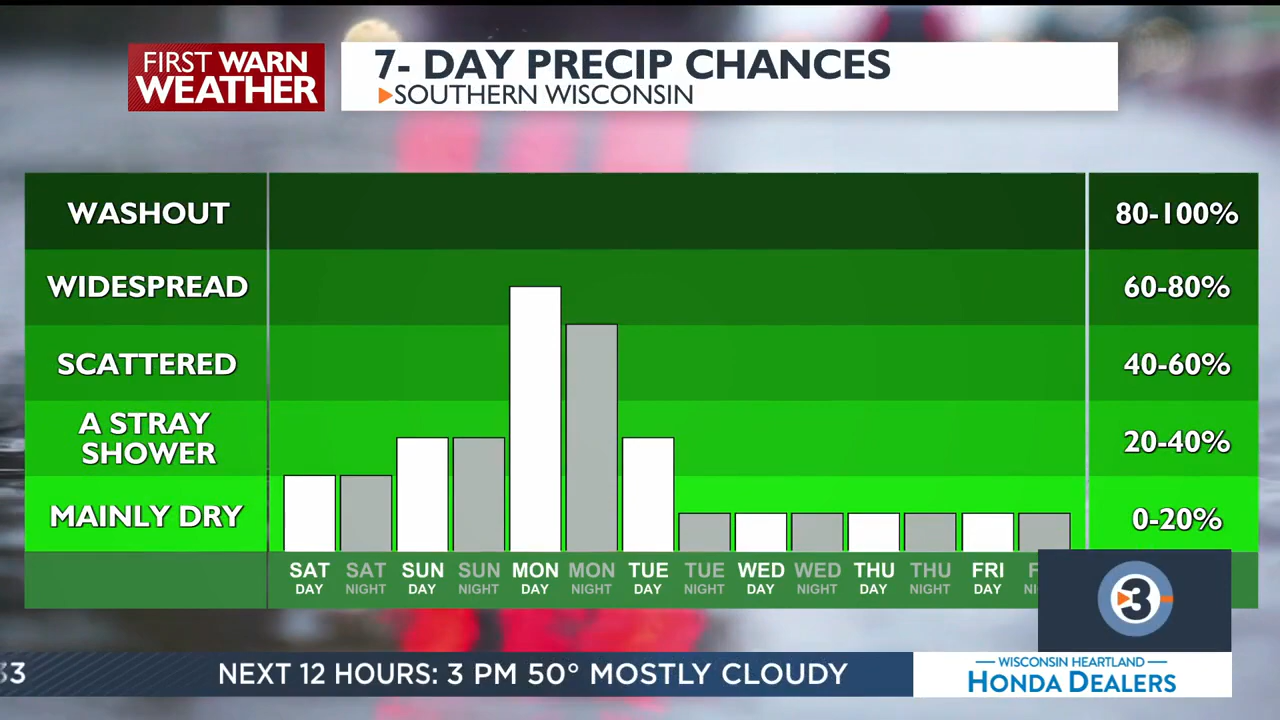 FIRST WARN
WEATHER
7- DAY PRECIP CHANCES
SOUTHERN WISCONSIN
WASHOUT
80-100%
WIDESPREAD
60-80%
SCATTERED
40-60%
A STRAY
SHOWER
20-40%
MAINLY DRY
0-20%
SAT SAT SUN SUN MON MON TUE TUE WED WED THU THU FRI
DAY NIGHT DAY NIGHT DAY NIGHT DAY NIGHT DAY NIGHT DAY NIGHT DAY
3
NEXT 12 HOURS: 3 PM 50° MOSTLY CLOUDY
WISCONSIN HEARTLAND
HONDA DEALERS